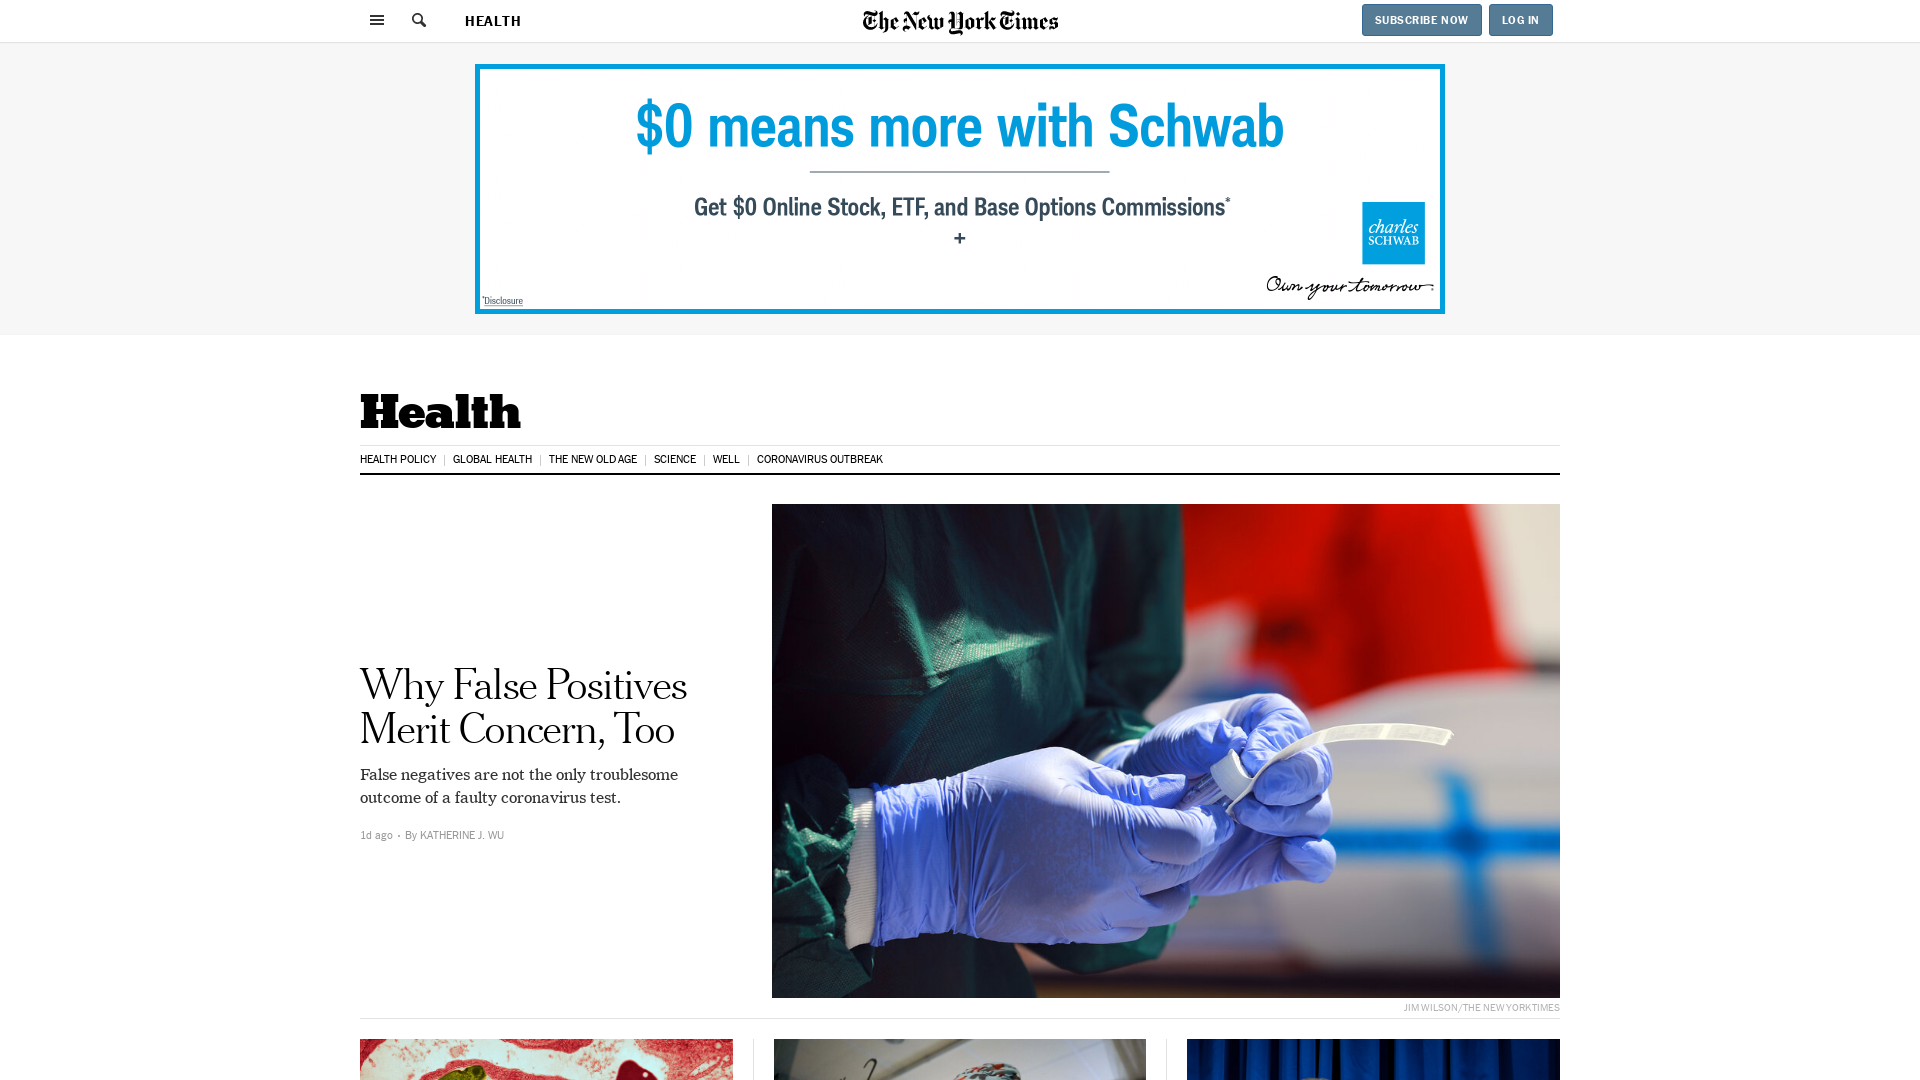 HEALTH
The New York Times
SUBSCRIBE NOW
LOG IN
$0 means more with Schwab
Get $0 Online Stock, ETF, and Base Options Commissions*
+
charles
SCHWAB
Own your tomorrow
*Disclosure
Health
HEALTH POLICY
GLOBAL HEALTH
THE NEW OLD AGE
SCIENCE
WELL
CORONAVIRUS OUTBREAK
Why False Positives
Merit Concern, Too
False negatives are not the only troublesome
outcome of a faulty coronavirus test.
1d ago • By KATHERINE J. WU
JIM WILSON/THE NEW YORK TIMES